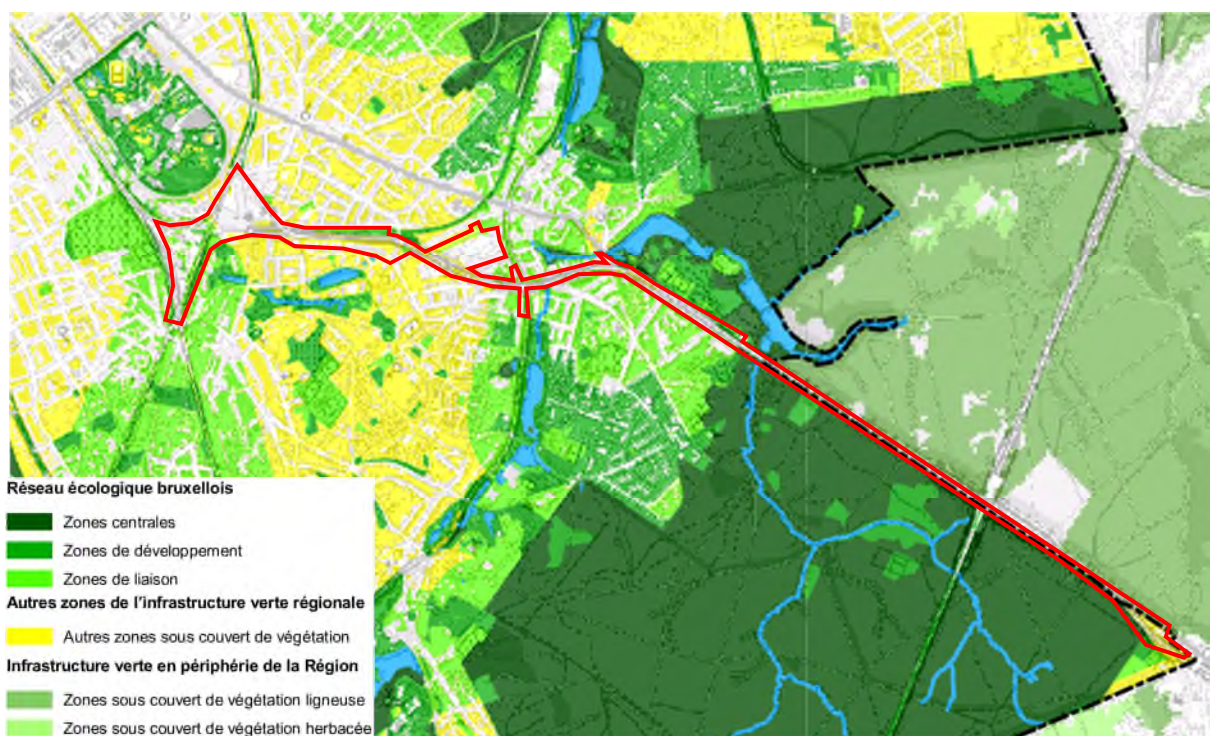 Réseau écologique bruxellois
Zones centrales
Zones de développement
Zones de liaison
Autres zones de l'infrastructure verte régionale
Autres zones sous couvert de végétation
Infrastructure verte en périphérie de la Région
Zones sous couvert de végétation ligneuse
Zones sous couvert de végétation herbacée